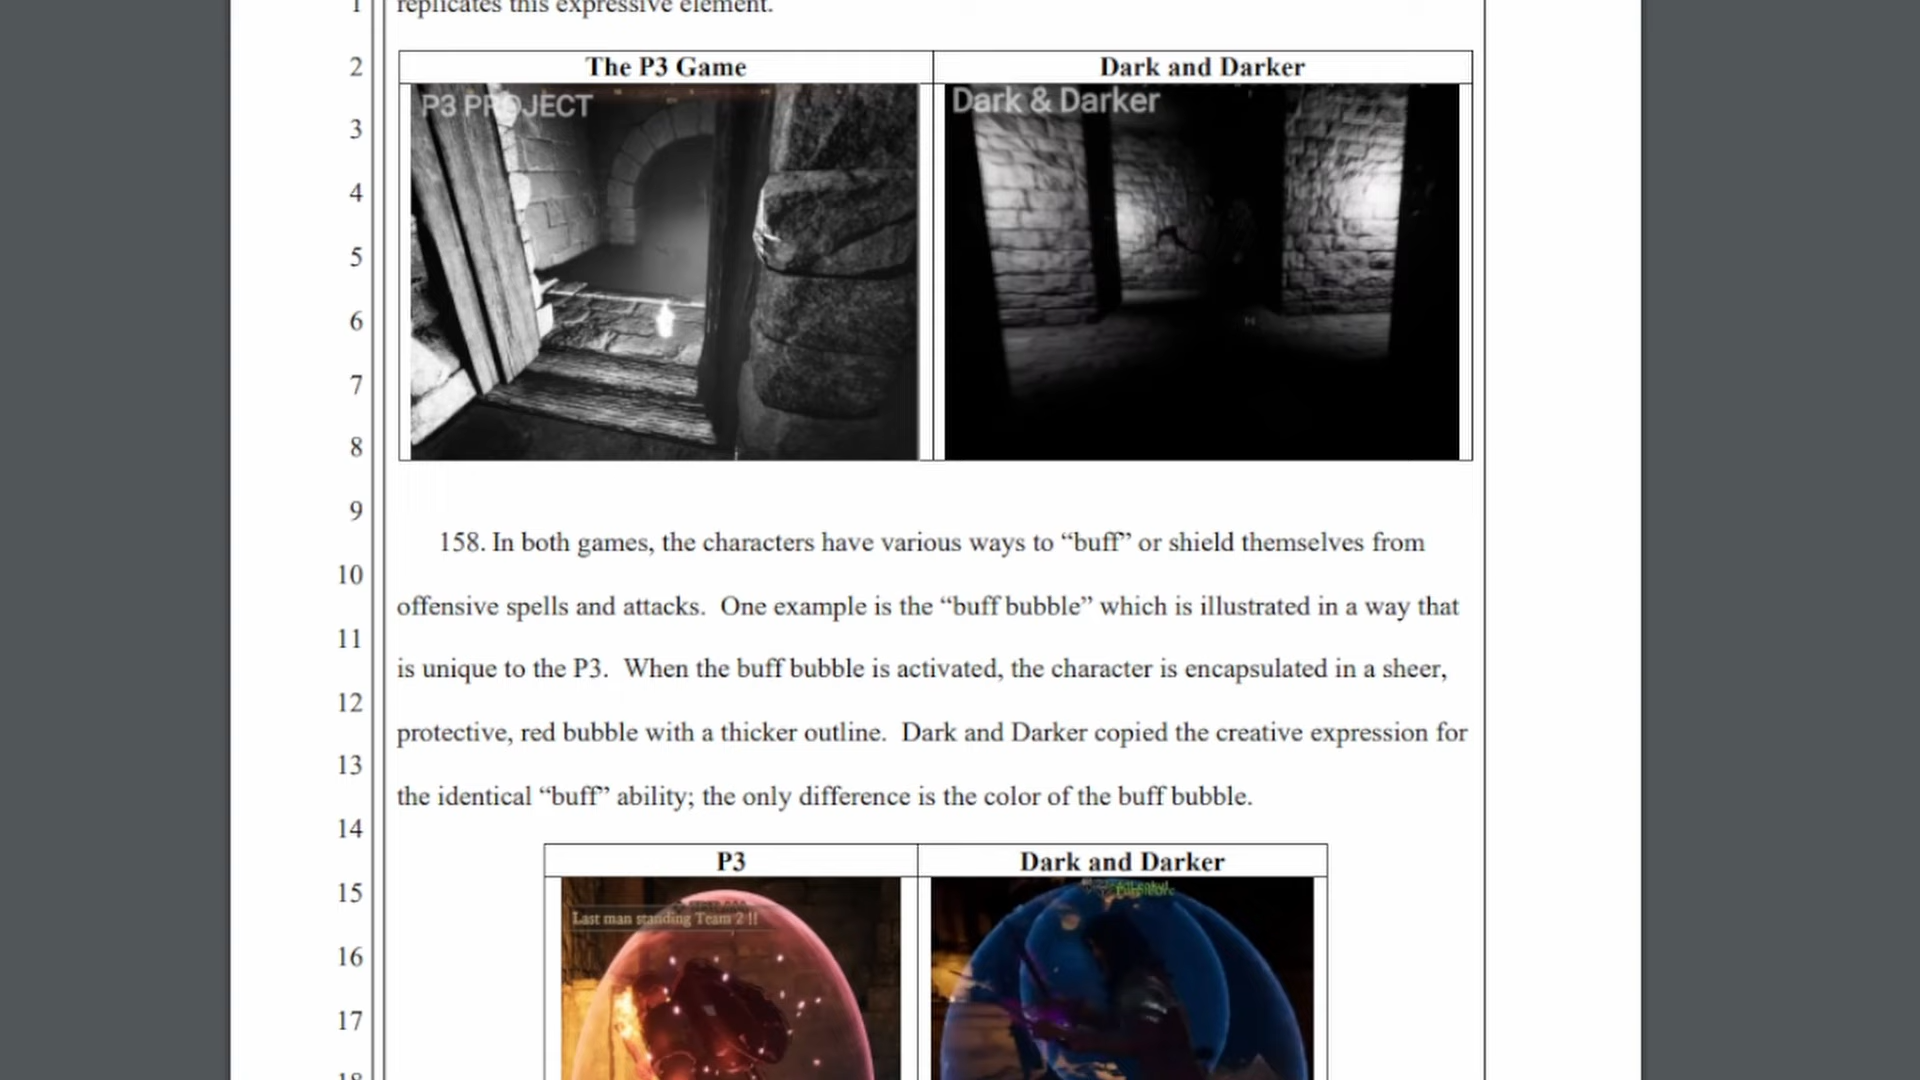 1 replicates this expressive element.
2 The P3 Game Dark and Darker
P3 PROJECT Dark & Darker
3
4
5
6
7
8
9
158. In both games, the characters have various ways to “buff” or shield themselves from
10
offensive spells and attacks. One example is the “buff bubble” which is illustrated in a way that
11
is unique to the P3. When the buff bubble is activated, the character is encapsulated in a sheer,
12
protective, red bubble with a thicker outline. Dark and Darker copied the creative expression for
13
the identical “buff” ability; the only difference is the color of the buff bubble.
14
P3 Dark and Darker
15
Last man standing Team 2 !!
16
17
18